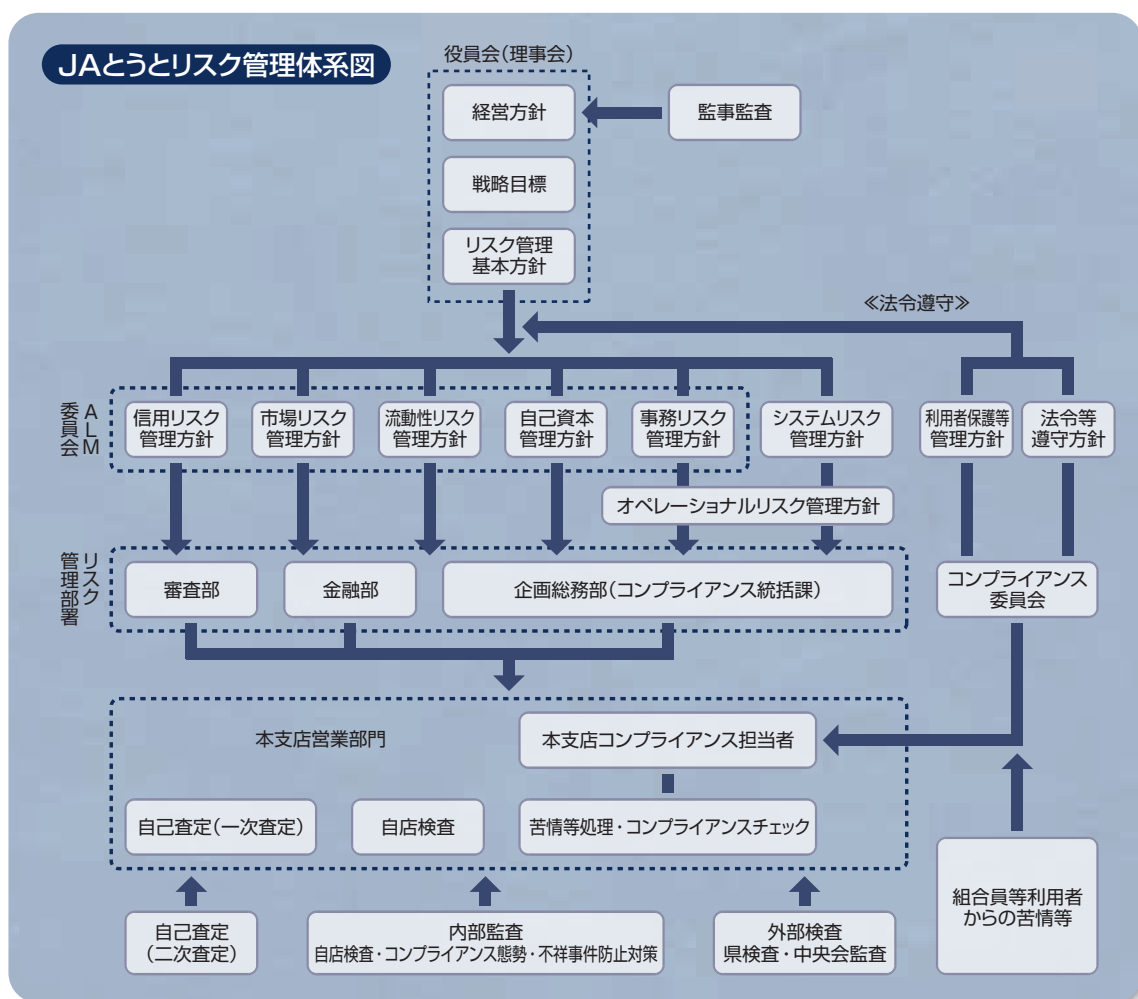 JAとうとリスク管理体系図
役員会(理事会)
経営方針
監事監査
戦略目標
リスク管理
基本方針
≪法令遵守≫
ALM
委員会
信用リスク
管理方針
市場リスク
管理方針
流動性リスク
管理方針
自己資本
管理方針
事務リスク
管理方針
システムリスク
管理方針
利用者保護等
管理方針
法令等
遵守方針
オペレーショナルリスク管理方針
リスク
管理部署
審査部
金融部
企画総務部(コンプライアンス統括課)
コンプライアンス
委員会
本支店営業部門
本支店コンプライアンス担当者
自己査定(一次査定)
自店検査
苦情等処理・コンプライアンスチェック
組合員等利用者
からの苦情等
自己査定
(二次査定)
内部監査
自店検査・コンプライアンス態勢・不祥事件防止対策
外部検査
県検査・中央会監査